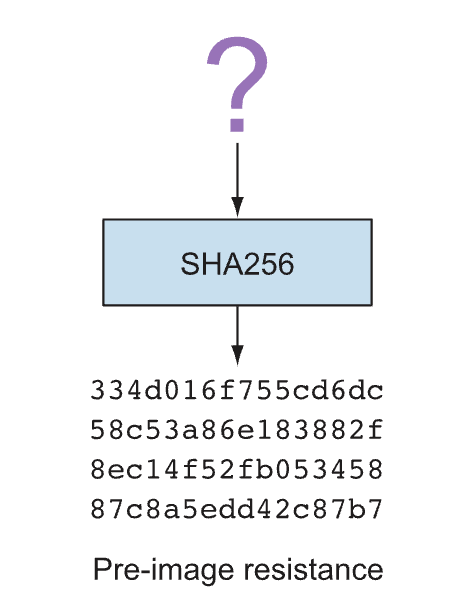 ?
SHA256
334d016f755cd6dc
58c53a86e183882f
8ec14f52fb053458
87c8a5edd42c87b7
Pre-image resistance